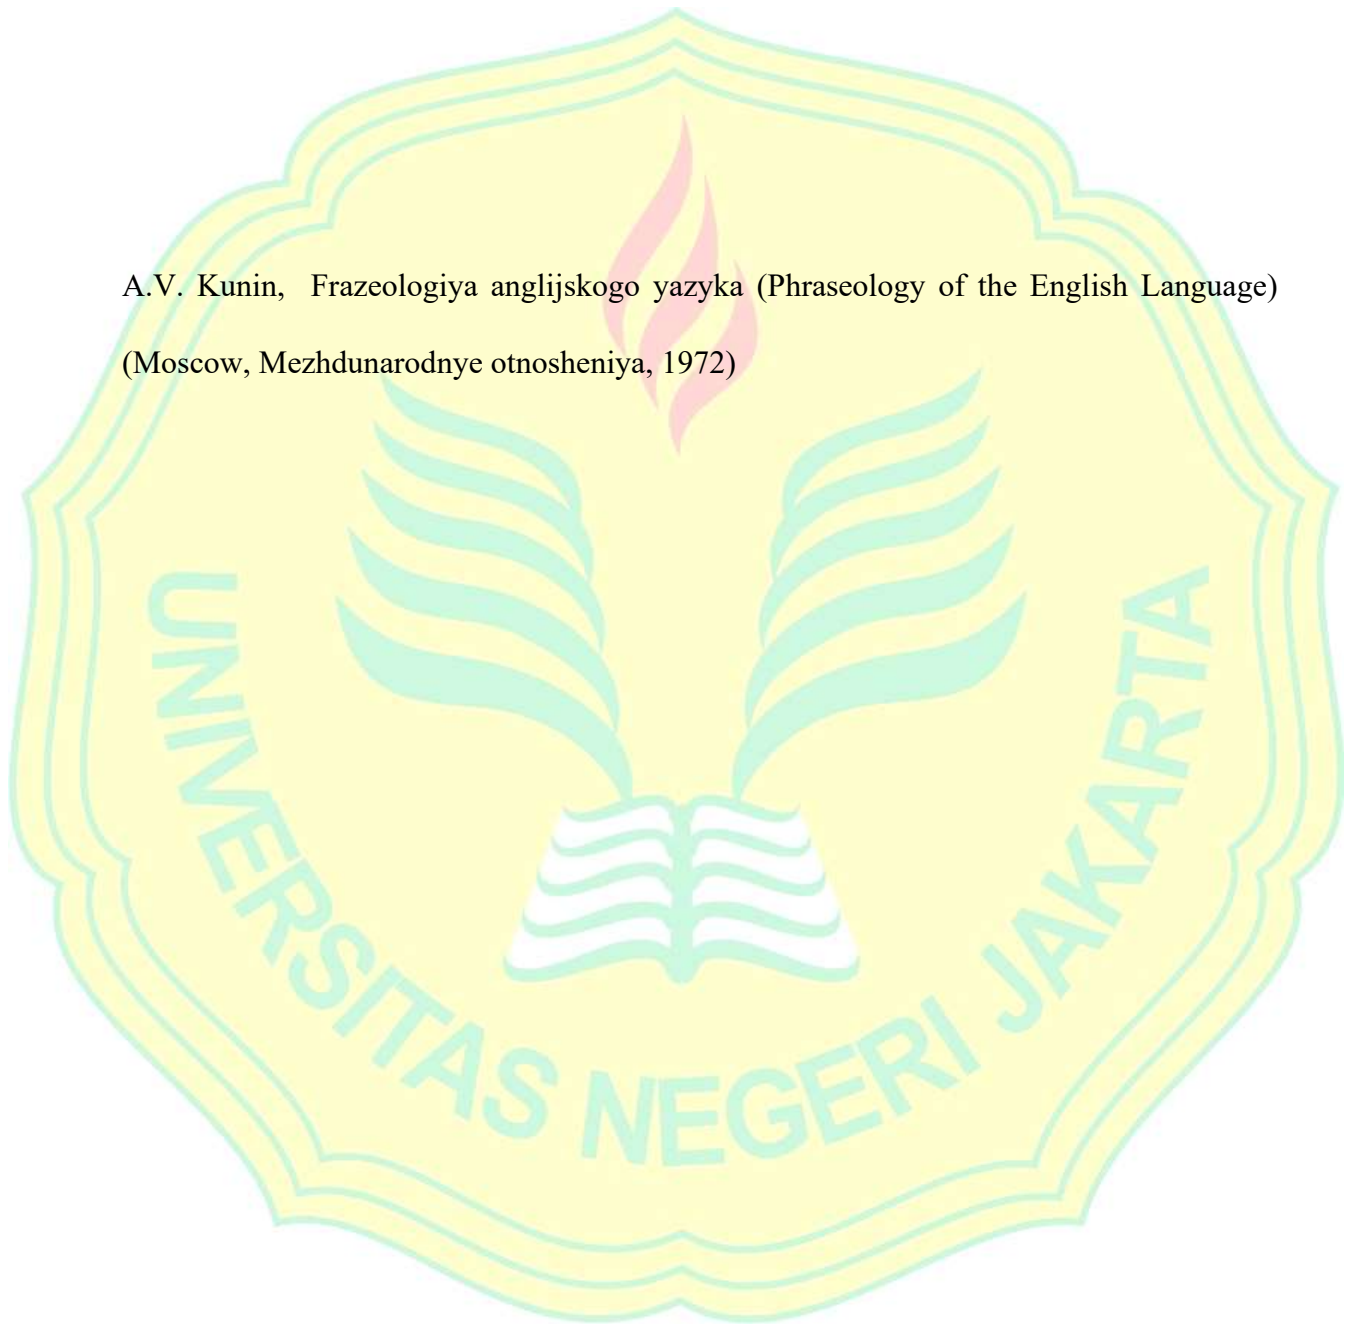 A.V. Kunin, Frazeologiya anglijskogo yazyka (Phraseology of the English Language)
(Moscow, Mezhdunarodnye otnosheniya, 1972)
UNIVERSITAS NEGERI JAKARTA